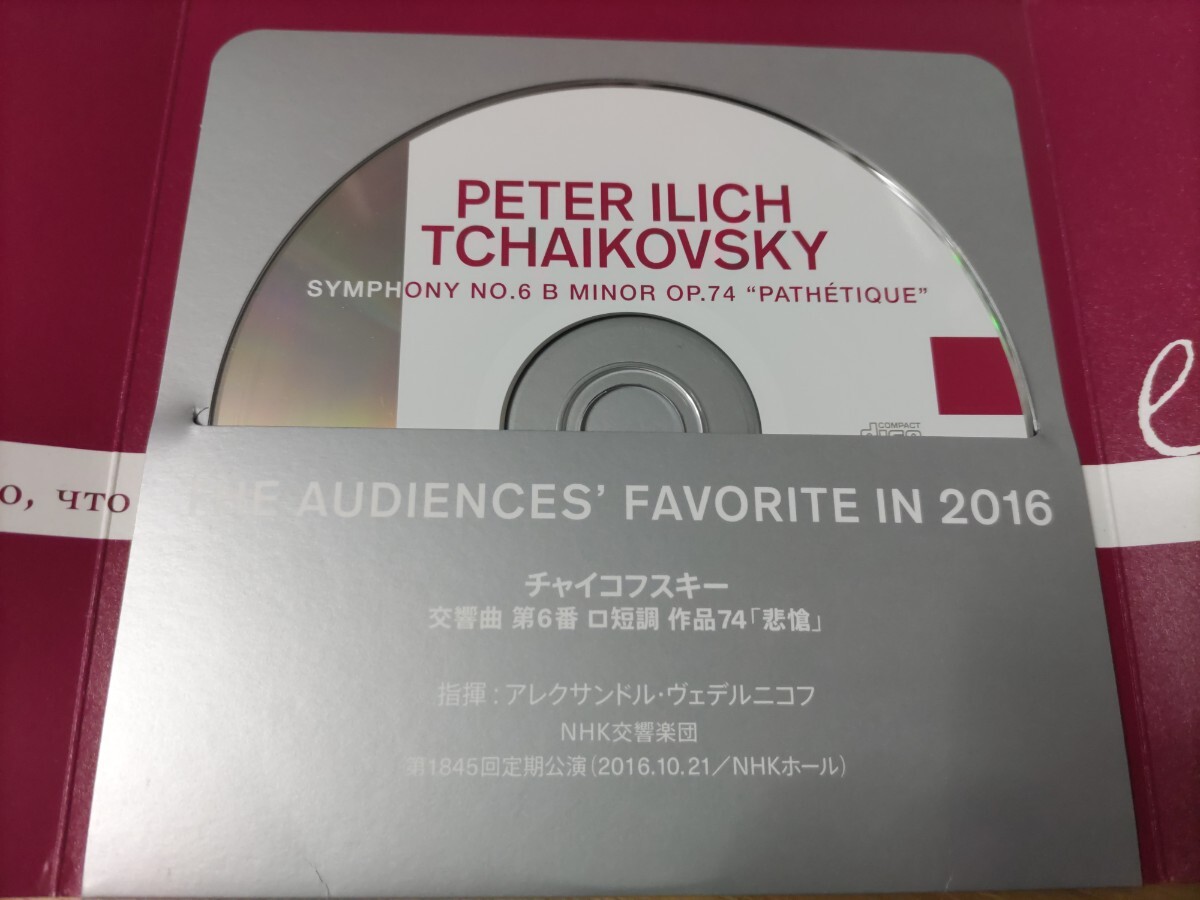 PETER ILICH
TCHAIKOVSKY
SYMPHONY NO.6 B MINOR OP.74 “PATHÉTIQUE”
COMPACT
disc
о, что
THE AUDIENCES’ FAVORITE IN 2016
チャイコフスキー
交響曲 第6番 ロ短調 作品74「悲愴」
指揮：アレクサンドル・ヴェデルニコフ
NHK交響楽団
第1845回定期公演（2016.10.21／NHKホール）